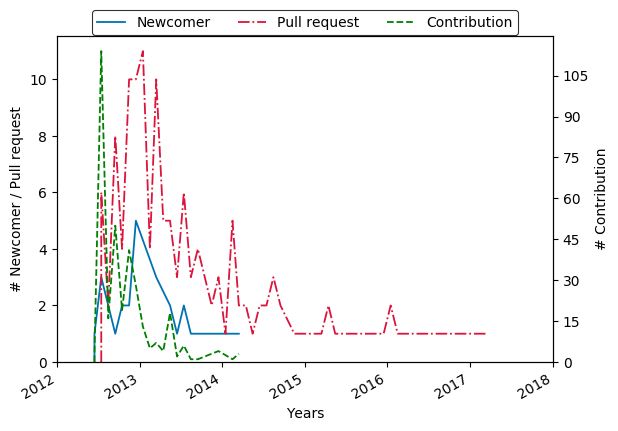 Newcomer Pull request Contribution
# Newcomer / Pull request
10
8
6
4
2
0
105
90
75
60
45
30
15
0
# Contribution
2012 2013 2014 2015 2016 2017 2018
Years